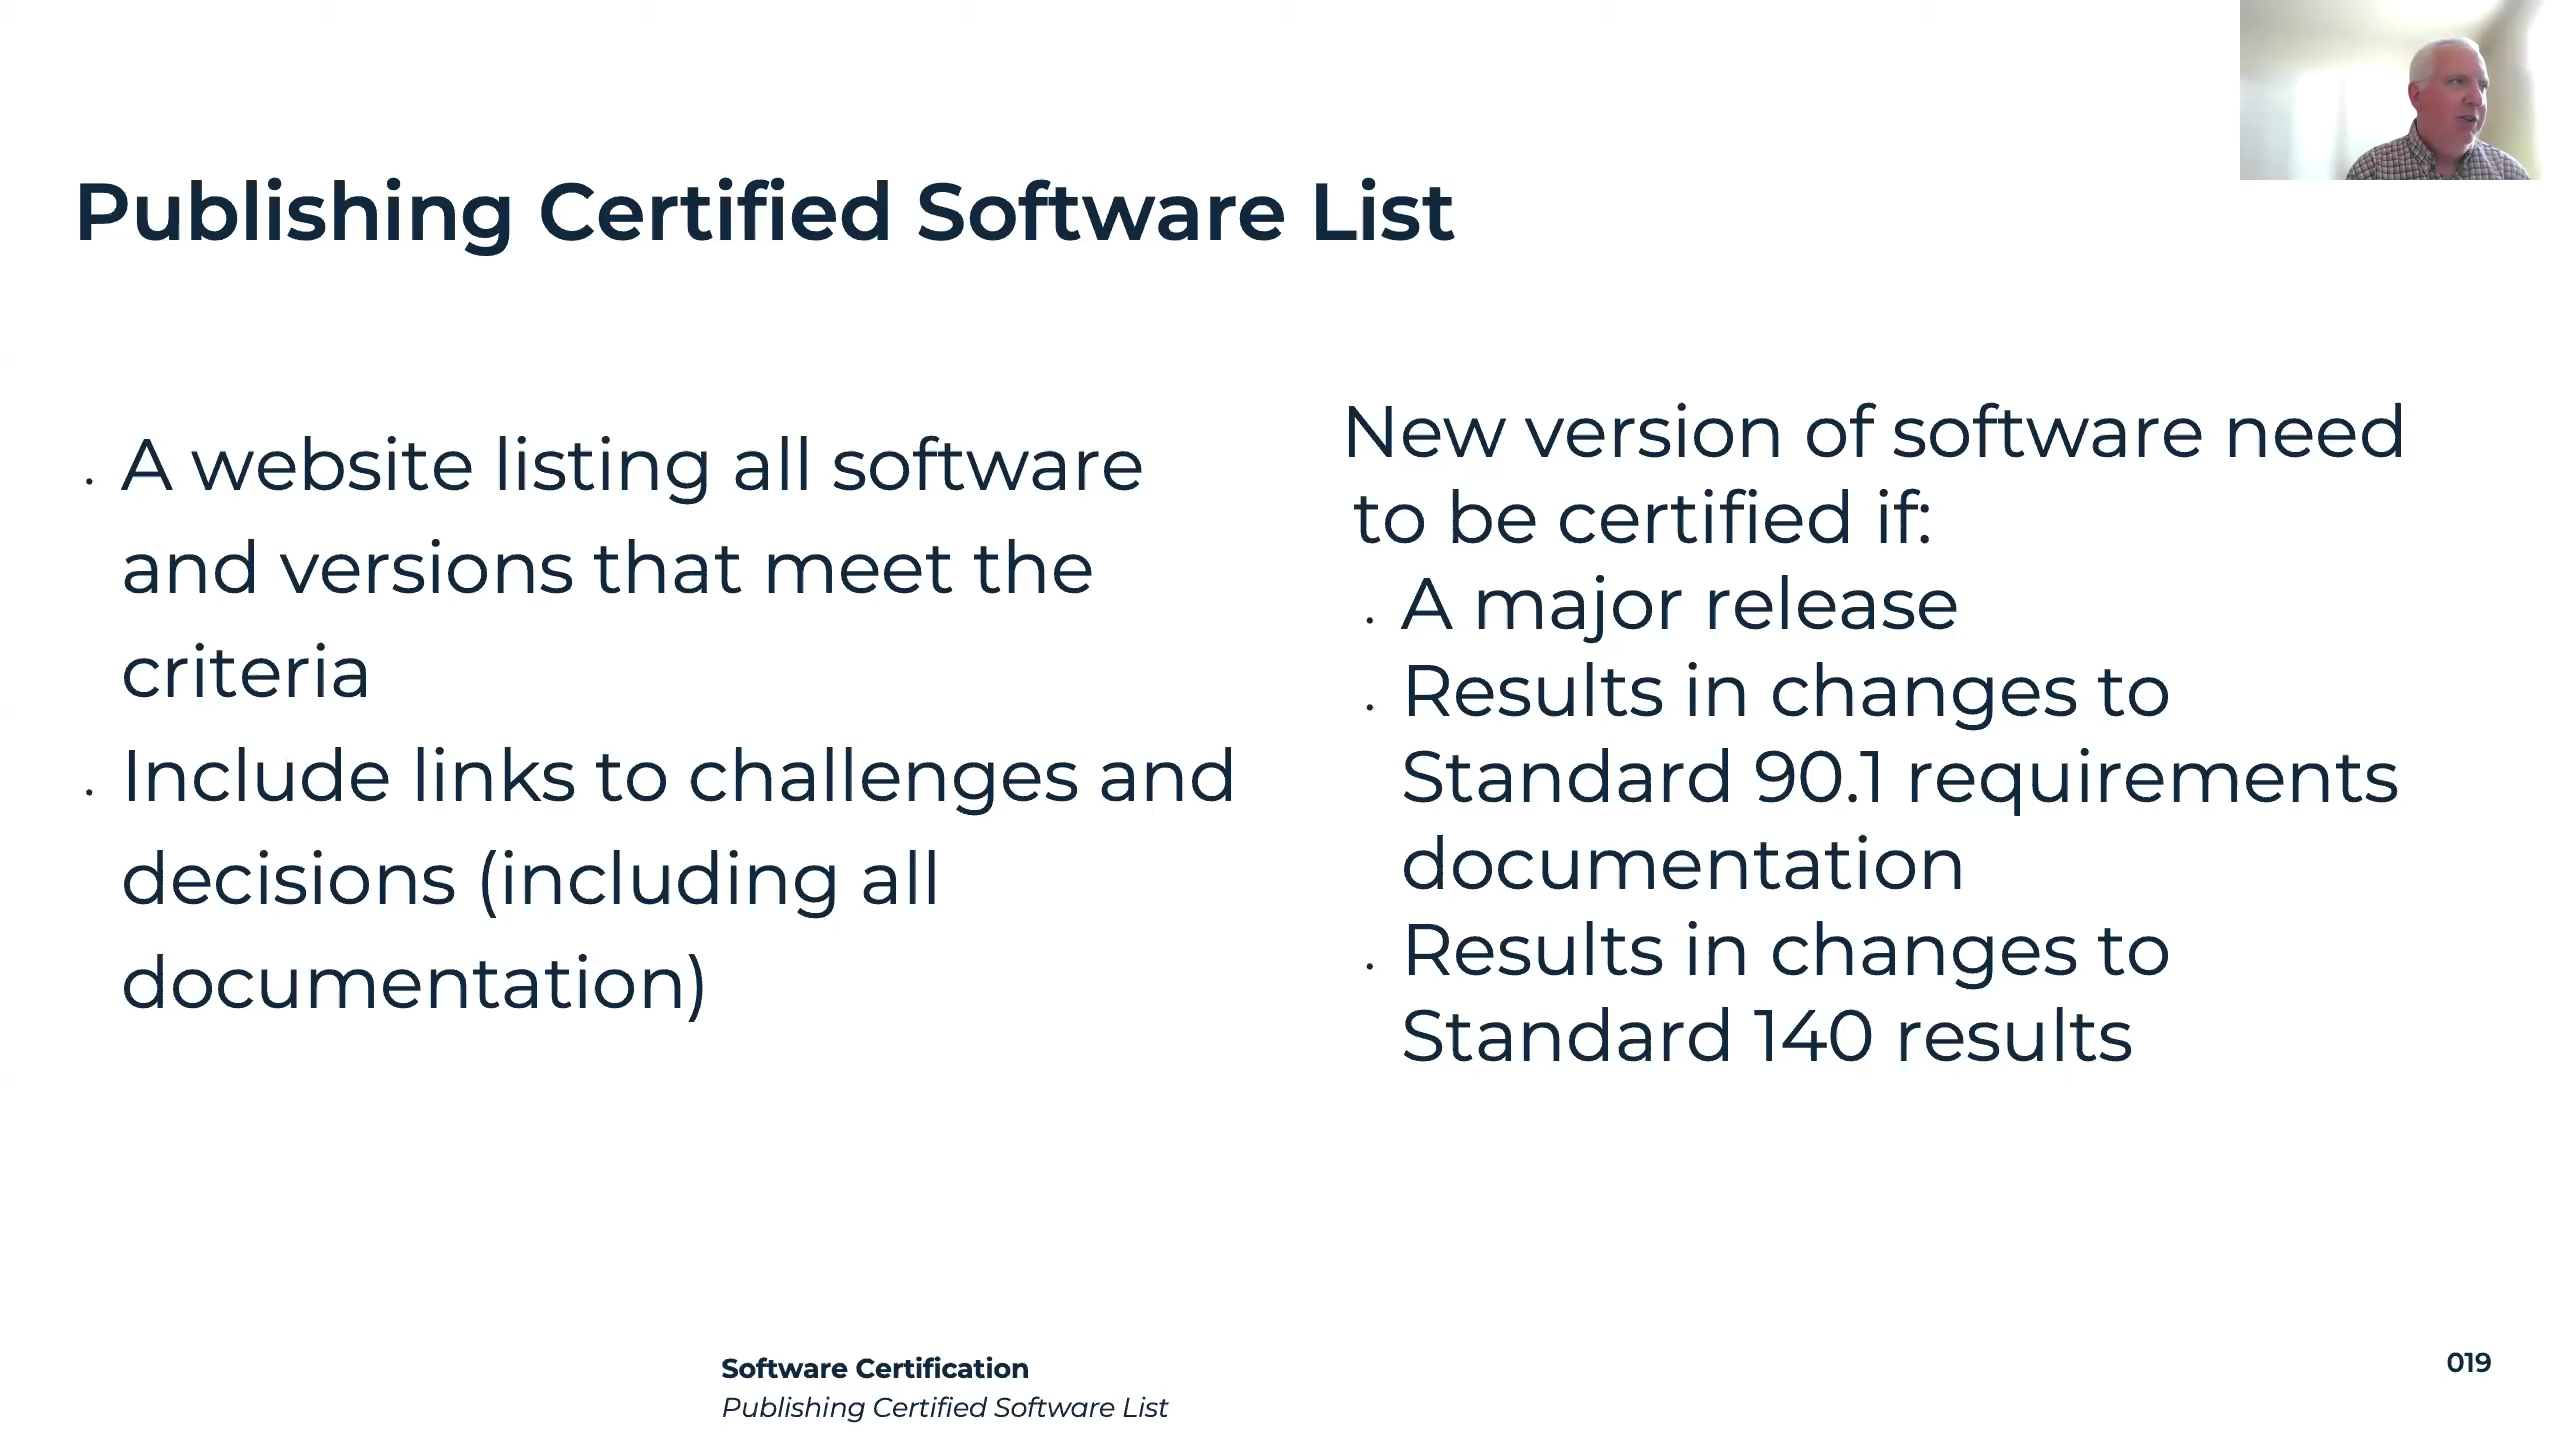 Publishing Certified Software List
. A website listing all software
and versions that meet the
criteria
. Include links to challenges and
decisions (including all
documentation)
New version of software need
to be certified if:
. A major release
. Results in changes to
Standard 90.1 requirements
documentation
. Results in changes to
Standard 140 results
Software Certification
Publishing Certified Software List
019